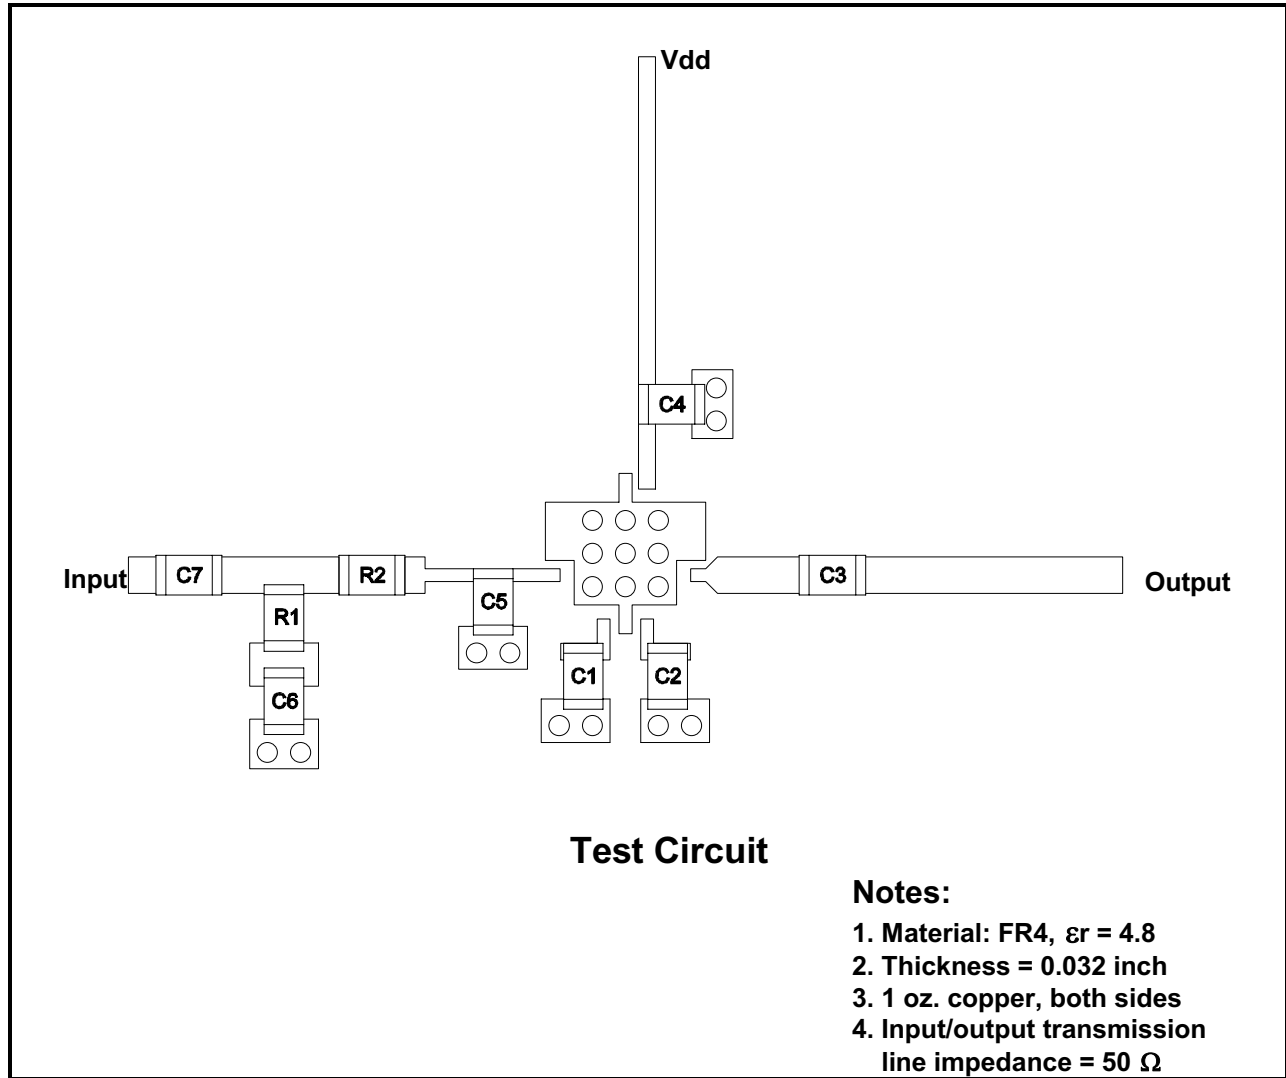 Vdd
C4
Input
C7
R2
C3
Output
C5
R1
C1
C2
C6
Test Circuit
Notes:
1. Material: FR4, εr = 4.8
2. Thickness = 0.032 inch
3. 1 oz. copper, both sides
4. Input/output transmission
line impedance = 50 Ω